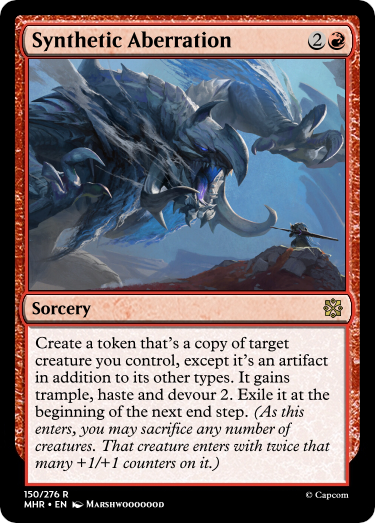 Synthetic Aberration 2
Sorcery
Create a token that's a copy of target
creature you control, except it's an artifact
in addition to its other types. It gains
trample, haste and devour 2. Exile it at the
beginning of the next end step. (As this
enters, you may sacrifice any number of
creatures. That creature enters with twice that
many +1/+1 counters on it.)
150/276 R
MHR • EN Marshwooooood
© Capcom